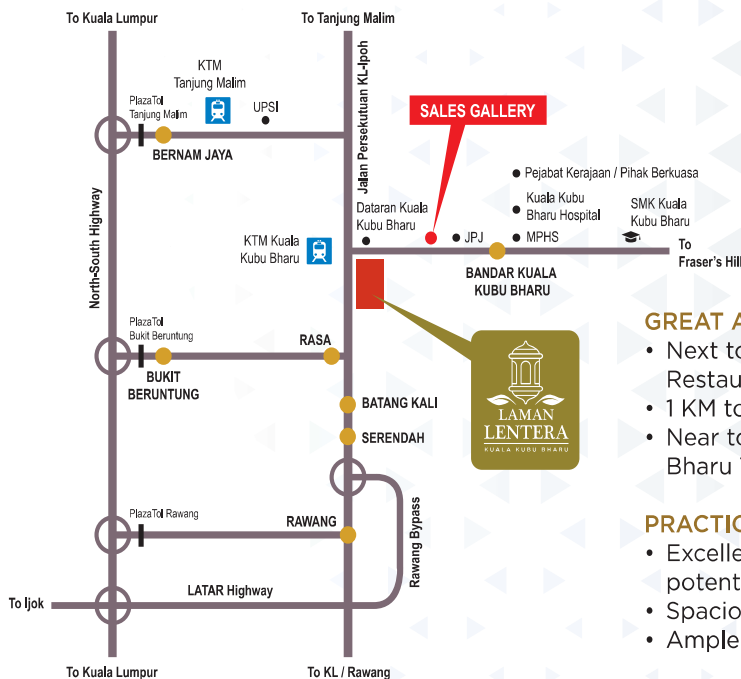 To Kuala Lumpur
To Tanjung Malim
KTM
Tanjung Malim
PlazaTol
Tanjung Malim
UPSI
BERNAM JAYA
Jalan Persekutuan KL-Ipoh
SALES GALLERY
Pejabat Kerajaan / Pihak Berkuasa
Kuala Kubu
Bharu Hospital
SMK Kuala
Kubu Bharu
Dataran Kuala
Kubu Bharu
JPJ
MPHS
KTM Kuala
Kubu Bharu
To
Fraser's Hill
BANDAR KUALA
KUBU BHARU
North-South Highway
PlazaTol
Bukit Beruntung
BUKIT
BERUNTUNG
RASA
BATANG KALI
SERENDAH
LAMAN
LENTERA
KUALA KUBU BHARU
PlazaTol Rawang
RAWANG
Rawang Bypass
LATAR Highway
To Ijok
To Kuala Lumpur
To KL / Rawang
GREAT A
• Next to
Restau
• 1 KM to
• Near to
Bharu
PRACTIC
• Excelle
potent
• Spacio
• Ample